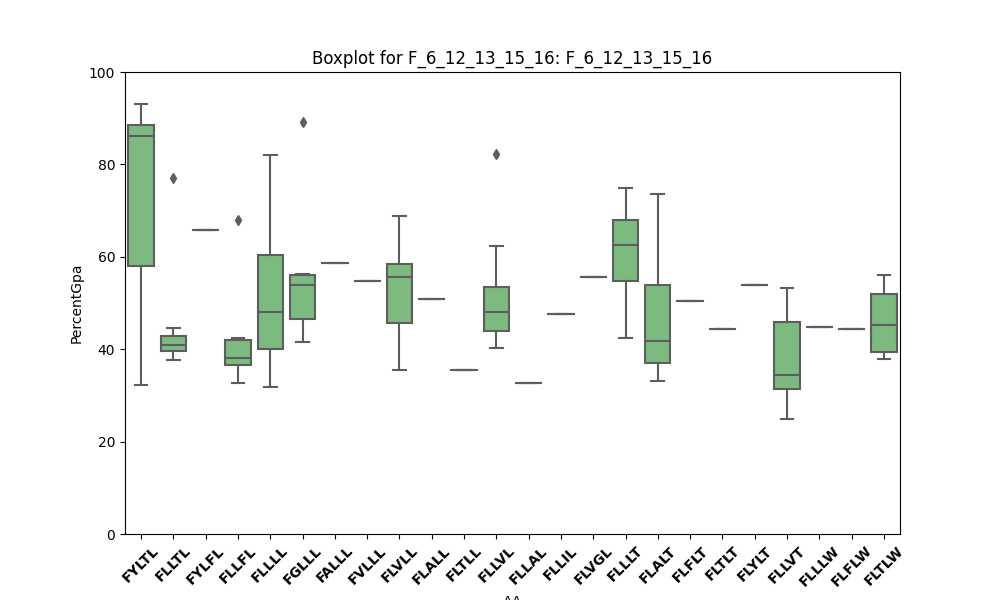 Boxplot for F_6_12_13_15_16: F_6_12_13_15_16
100
80
60
40
20
0
PercentGpa
FYLTL
FLLTL
FYLFL
FLLFL
FLLLL
FGLLL
FALLL
FVLLL
FLVLL
FLALL
FLTLL
FLLVL
FLLAL
FLLIL
FLVGL
FLLLT
FLALT
FLFLT
FLTLT
FLYLT
FLLVT
FLLLW
FLFLW
FLTLW
AA